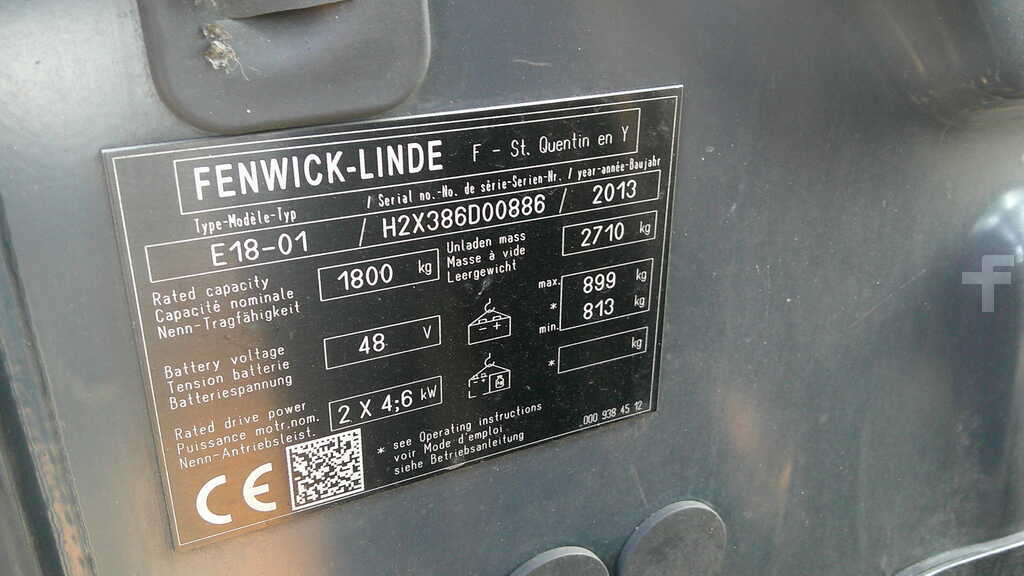 FENWICK-LINDE F - St. Quentin en Y
Type-Modèle-Typ / Serial no.-No. de série-Serien-Nr. / year-année-Baujahr
E18-01 / H2X386D00886 / 2013
Rated capacity
Capacité nominale
Nenn-Tragfähigkeit
1800 kg
Unladen mass
Masse à vide
Leergewicht
2710 kg
Battery voltage
Tension batterie
Batteriespannung
48 V
max. 899 kg
* 813 kg
min.
* kg
Rated drive power
Puissance motr.nom.
Nenn-Antriebsleist
2 X 4,6 kW
* see Operating instructions
voir Mode d'emploi
siehe Betriebsanleitung
000 938 45 12
CE
f